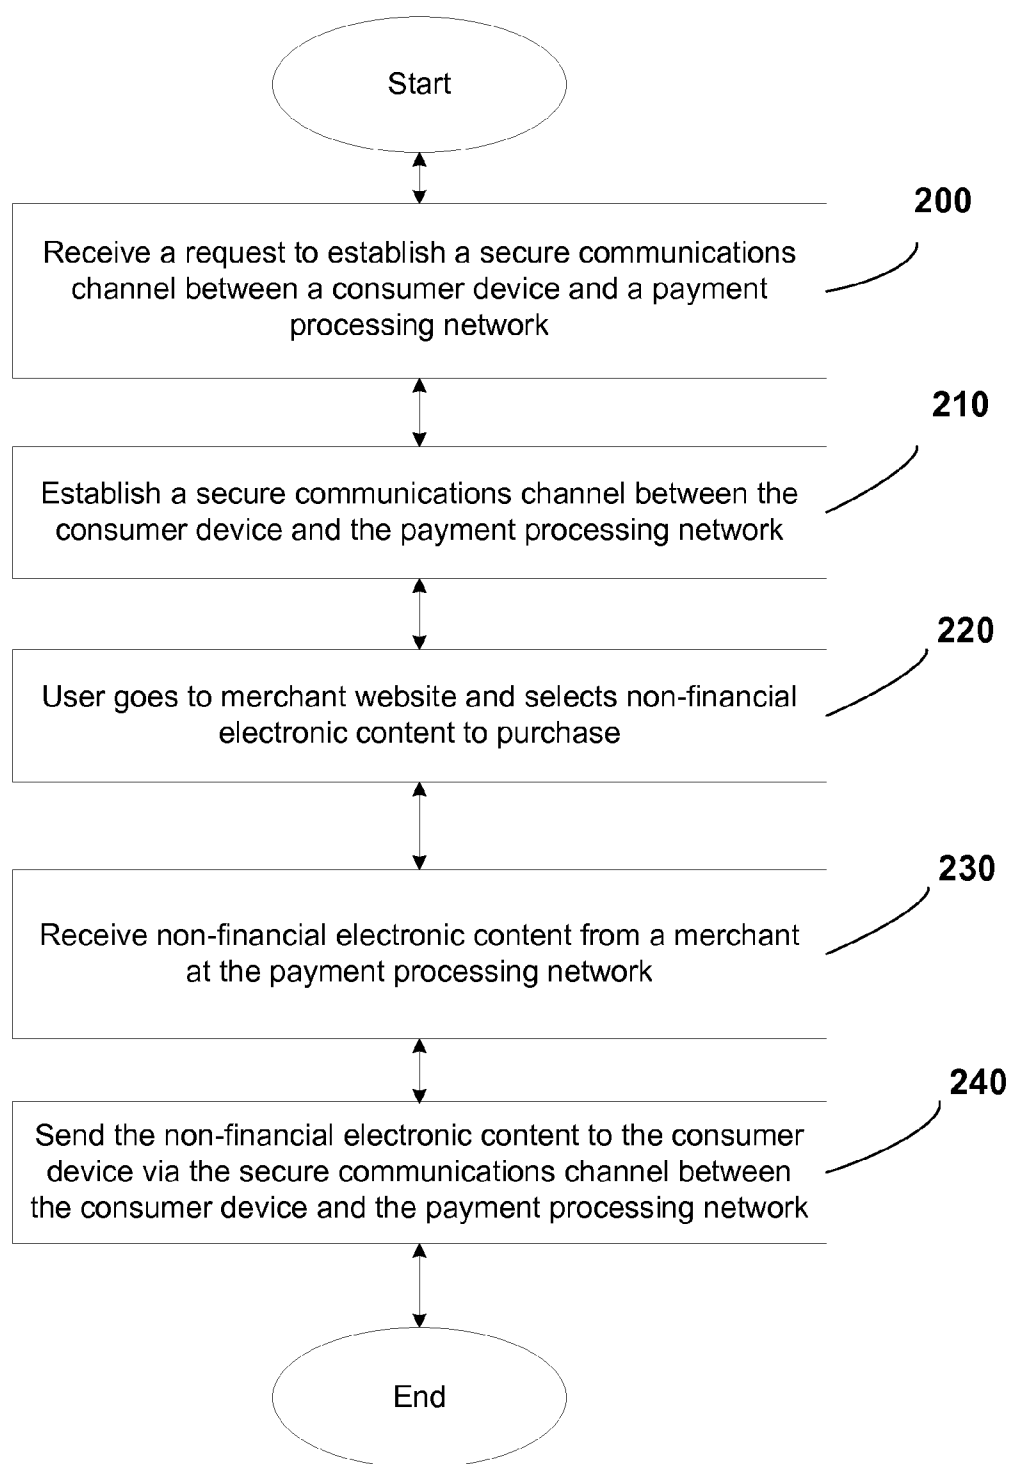 Start
200
Receive a request to establish a secure communications
channel between a consumer device and a payment
processing network
210
Establish a secure communications channel between the
consumer device and the payment processing network
220
User goes to merchant website and selects non-financial
electronic content to purchase
230
Receive non-financial electronic content from a merchant
at the payment processing network
240
Send the non-financial electronic content to the consumer
device via the secure communications channel between
the consumer device and the payment processing network
End